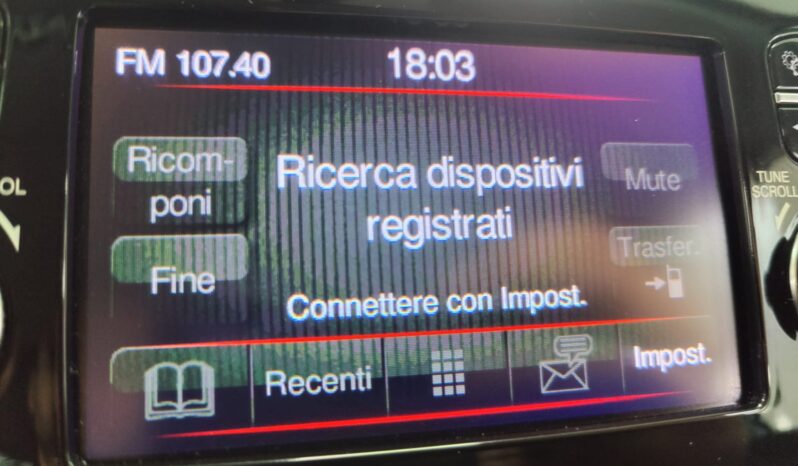 FM 107.40
18:03
Ricom-
poni
Ricerca dispositivi
registrati
Mute
Fine
Trasfer.
Connettere con Impost.
Recenti
Impost.
OL
TUNE
SCROLL